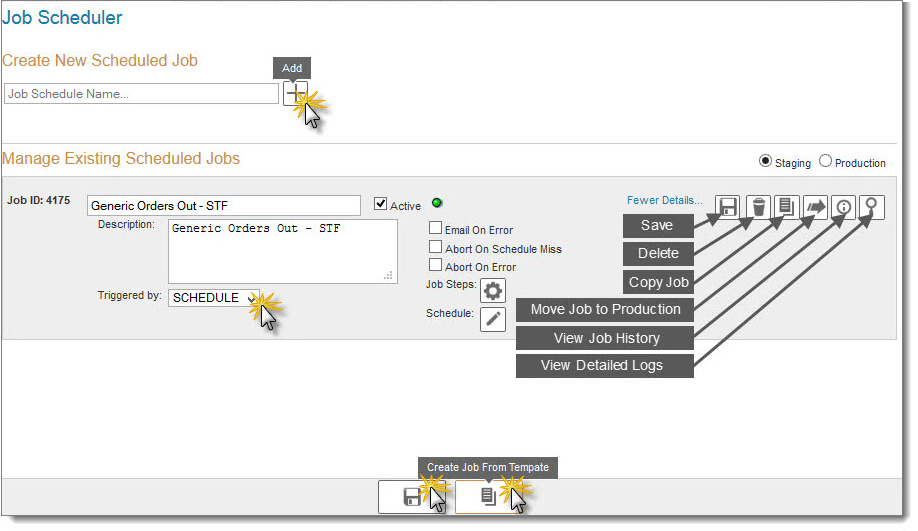 Job Scheduler
Create New Scheduled Job
Add
Job Schedule Name...
Manage Existing Scheduled Jobs
Staging Production
Job ID: 4175 Generic Orders Out - STF Active Fewer Details...
Description: Generic Orders Out - STF
Email On Error
Abort On Schedule Miss
Abort On Error
Job Steps:
Triggered by: SCHEDULE
Schedule:
Save
Delete
Copy Job
Move Job to Production
View Job History
View Detailed Logs
Create Job From Tempate